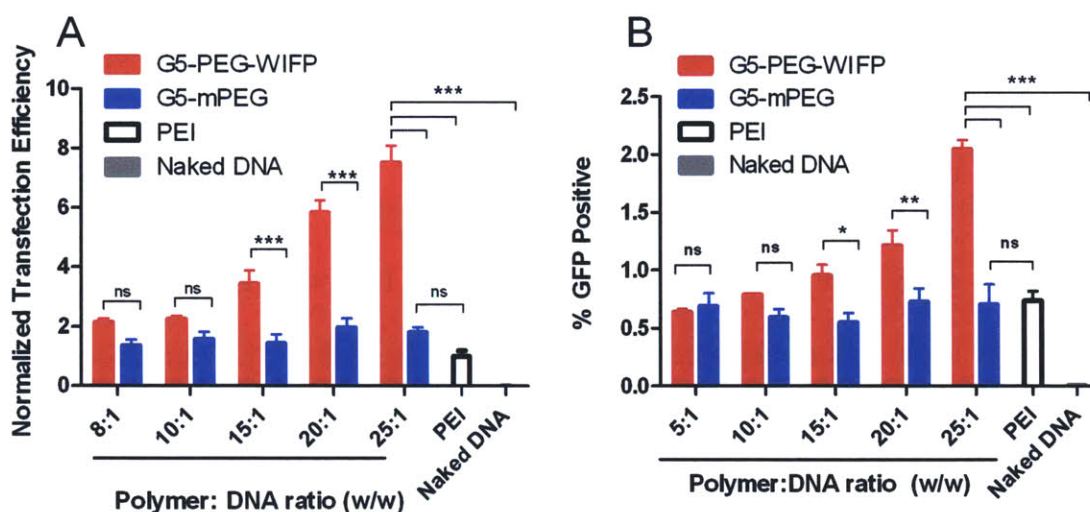 A
G5-PEG-WIFP
G5-mPEG
PEI
Naked DNA
Normalized Transfection Efficiency
10
8
6
4
2
0
ns
ns
***
***
ns
***
8:1
10:1
15:1
20:1
25:1
PEI
Naked DNA
Polymer: DNA ratio (w/w)
B
G5-PEG-WIFP
G5-mPEG
PEI
Naked DNA
% GFP Positive
2.5
2.0
1.5
1.0
0.5
0.0
ns
ns
*
**
***
ns
5:1
10:1
15:1
20:1
25:1
PEI
Naked DNA
Polymer:DNA ratio (w/w)